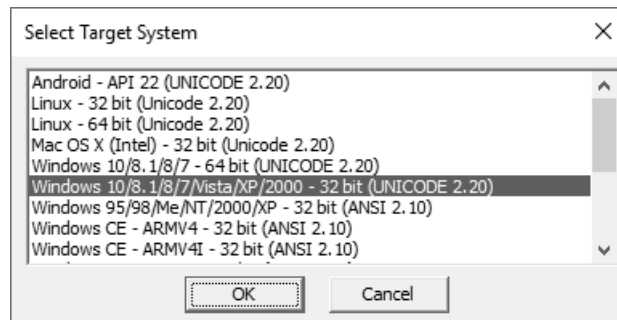 Select Target System
Android - API 22 (UNICODE 2.20)
Linux - 32 bit (Unicode 2.20)
Linux - 64 bit (Unicode 2.20)
Mac OS X (Intel) - 32 bit (Unicode 2.20)
Windows 10/8.1/8/7 - 64 bit (UNICODE 2.20)
Windows 10/8.1/8/7/Vista/XP/2000 - 32 bit (UNICODE 2.20)
Windows 95/98/Me/NT/2000/XP - 32 bit (ANSI 2.10)
Windows CE - ARMV4 - 32 bit (ANSI 2.10)
Windows CE - ARMV4I - 32 bit (ANSI 2.10)
OK
Cancel